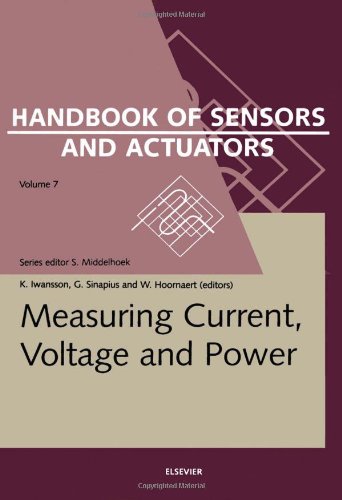 HANDBOOK OF SENSORS
AND ACTUATORS
Volume 7
Series editor S. Middelhoek
K. Iwansson, G. Sinapius and W. Hoornaert (editors)
Measuring Current,
Voltage and Power
ELSEVIER